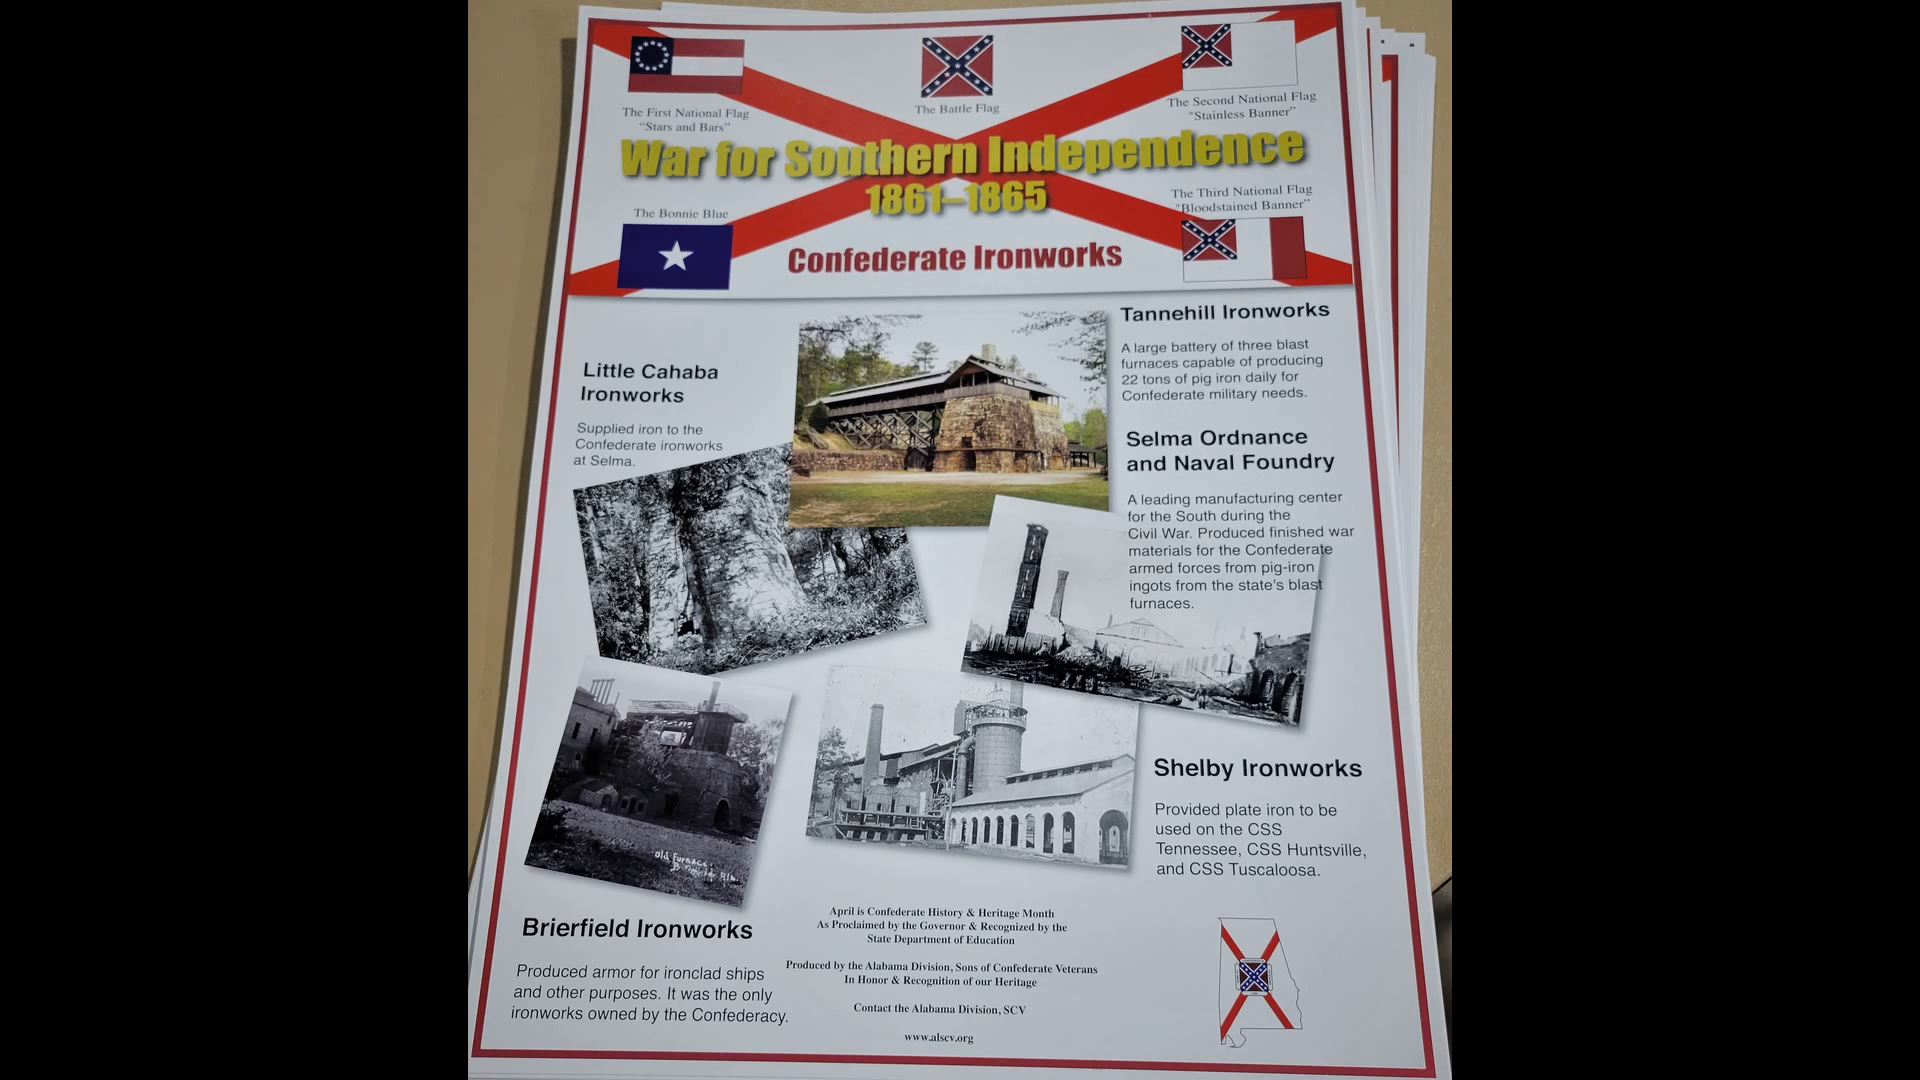 The First National Flag
"Stars and Bars"
The Battle Flag
The Second National Flag
"Stainless Banner"
War for Southern Independence
1861–1865
The Bonnie Blue
The Third National Flag
"Bloodstained Banner"
Confederate Ironworks
Little Cahaba
Ironworks
Supplied iron to the
Confederate ironworks
at Selma.
Tannehill Ironworks
A large battery of three blast
furnaces capable of producing
22 tons of pig iron daily for
Confederate military needs.
Selma Ordnance
and Naval Foundry
A leading manufacturing center
for the South during the
Civil War. Produced finished war
materials for the Confederate
armed forces from pig-iron
ingots from the state's blast
furnaces.
Old Furnace
Shelby Ironworks
Provided plate iron to be
used on the CSS
Tennessee, CSS Huntsville,
and CSS Tuscaloosa.
Brierfield Ironworks
Produced armor for ironclad ships
and other purposes. It was the only
ironworks owned by the Confederacy.
April is Confederate History & Heritage Month
As Proclaimed by the Governor & Recognized by the
State Department of Education
Produced by the Alabama Division, Sons of Confederate Veterans
In Honor & Recognition of our Heritage
Contact the Alabama Division, SCV
www.alscv.org